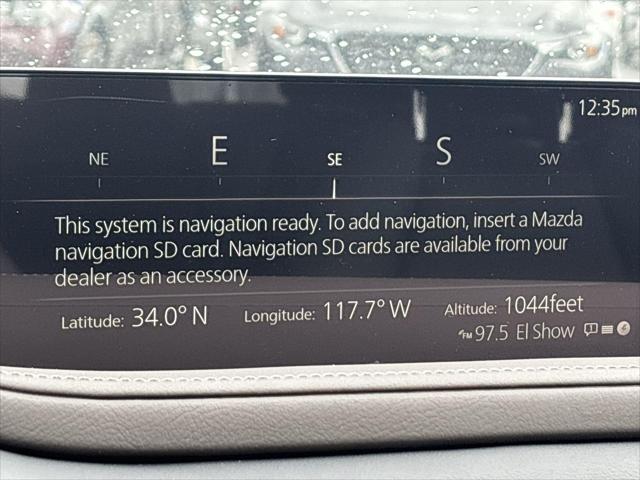 12:35pm
NE E SE S SW
This system is navigation ready. To add navigation, insert a Mazda
navigation SD card. Navigation SD cards are available from your
dealer as an accessory.
Latitude: 34.0° N Longitude: 117.7° W Altitude: 1044feet
FM 97.5 El Show